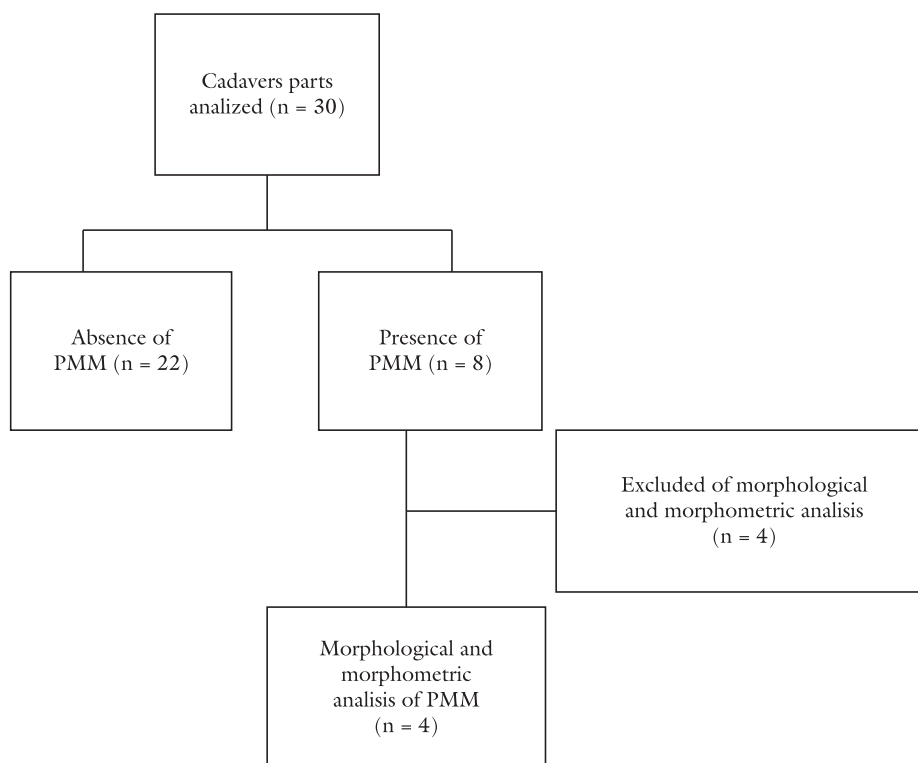 Cadavers parts
analized (n = 30)
Absence of
PMM (n = 22)
Presence of
PMM (n = 8)
Excluded of morphological
and morphometric analisis
(n = 4)
Morphological and
morphometric
analisis of PMM
(n = 4)